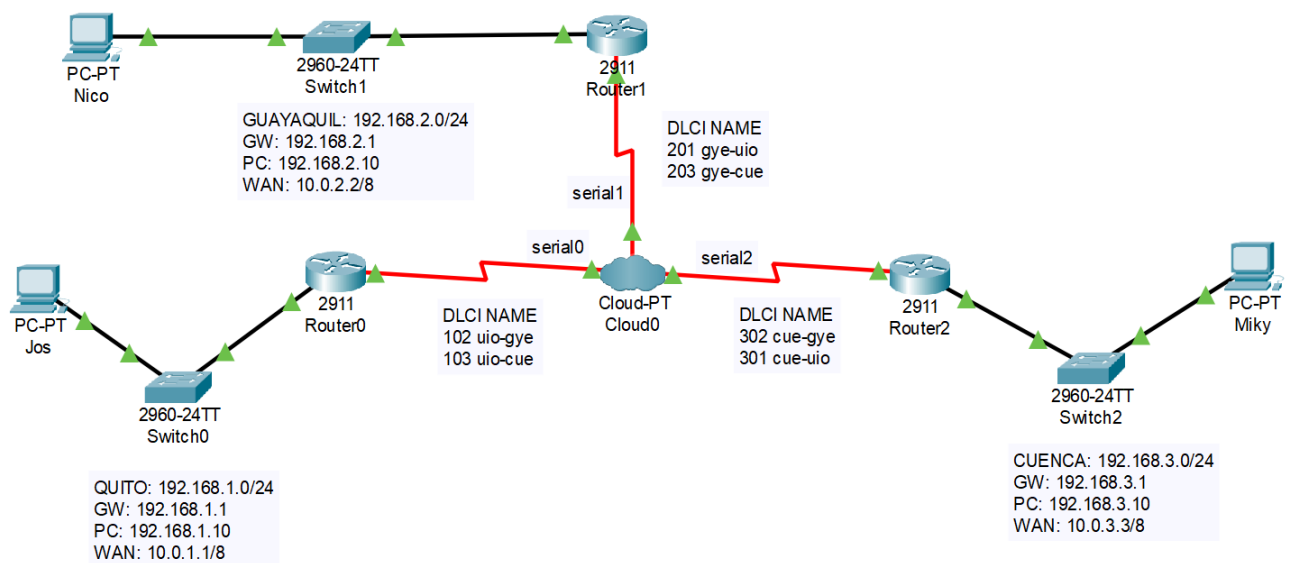 PC-PT
Nico
2960-24TT
Switch1
2911
Router1
GUAYAQUIL: 192.168.2.0/24
GW: 192.168.2.1
PC: 192.168.2.10
WAN: 10.0.2.2/8
DLCI NAME
201 gye-uio
203 gye-cue
serial1
serial0
serial2
PC-PT
Jos
2911
Router0
Cloud-PT
Cloud0
2911
Router2
PC-PT
Miky
DLCI NAME
102 uio-gye
103 uio-cue
DLCI NAME
302 cue-gye
301 cue-uio
2960-24TT
Switch0
2960-24TT
Switch2
QUITO: 192.168.1.0/24
GW: 192.168.1.1
PC: 192.168.1.10
WAN: 10.0.1.1/8
CUENCA: 192.168.3.0/24
GW: 192.168.3.1
PC: 192.168.3.10
WAN: 10.0.3.3/8